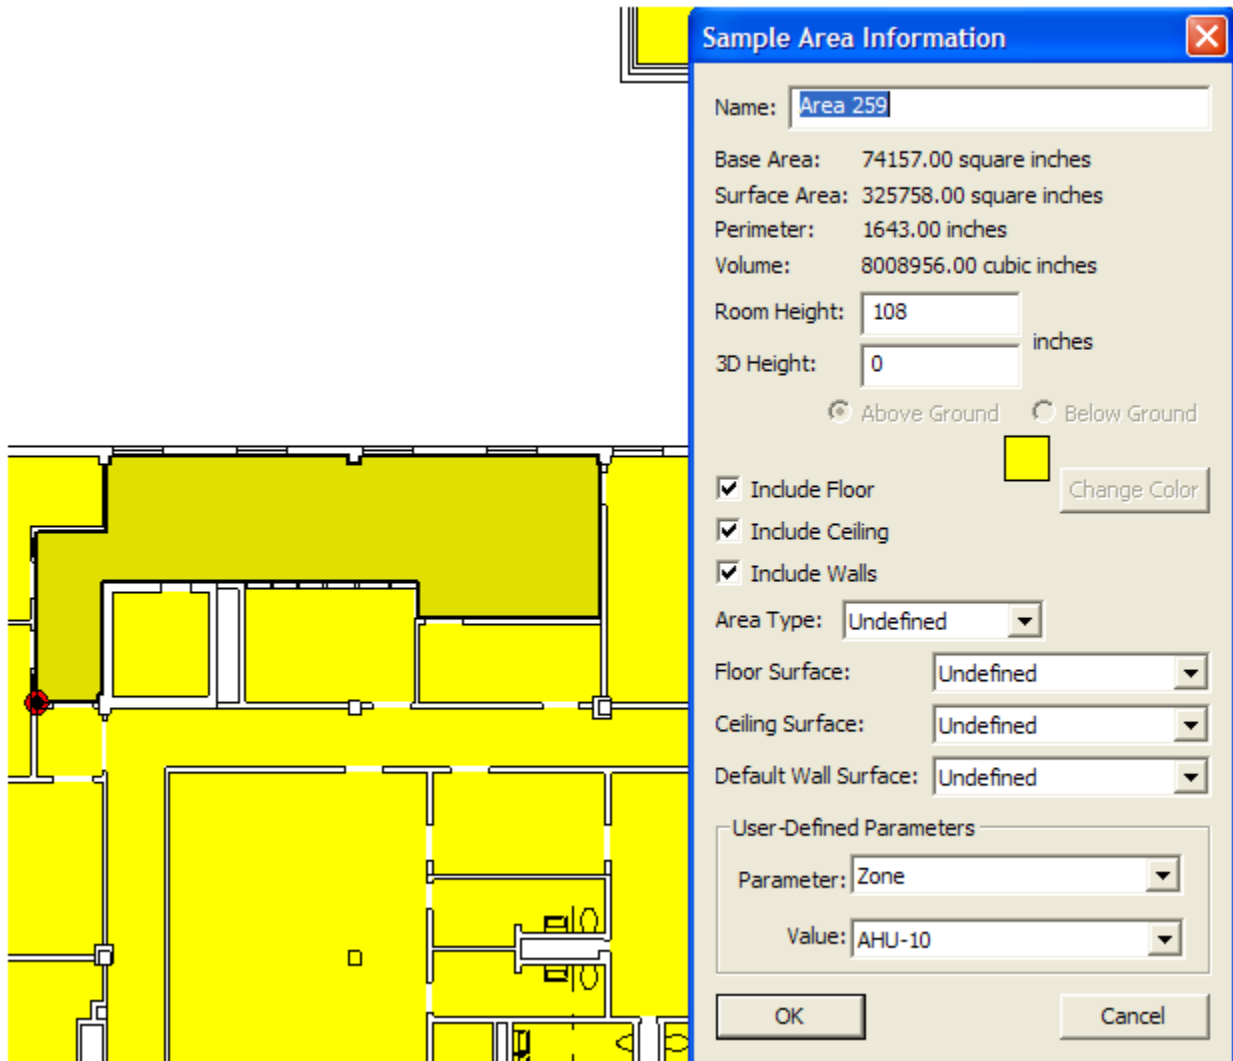 Sample Area Information
Name: Area 259
Base Area: 74157.00 square inches
Surface Area: 325758.00 square inches
Perimeter: 1643.00 inches
Volume: 8008956.00 cubic inches
Room Height: 108
inches
3D Height: 0
Above Ground Below Ground
Include Floor
Change Color
Include Ceiling
Include Walls
Area Type: Undefined
Floor Surface: Undefined
Ceiling Surface: Undefined
Default Wall Surface: Undefined
User-Defined Parameters
Parameter: Zone
Value: AHU-10
OK Cancel